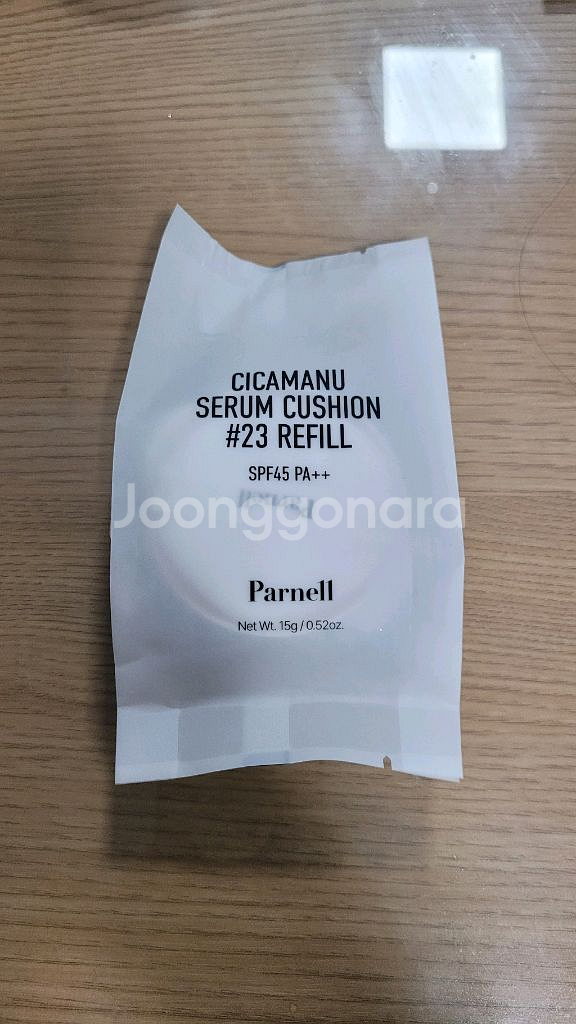 CICAMANU
SERUM CUSHION
#23 REFILL
SPF45 PA++
Joonggonara
Parnell
Net Wt. 15g / 0.52oz.